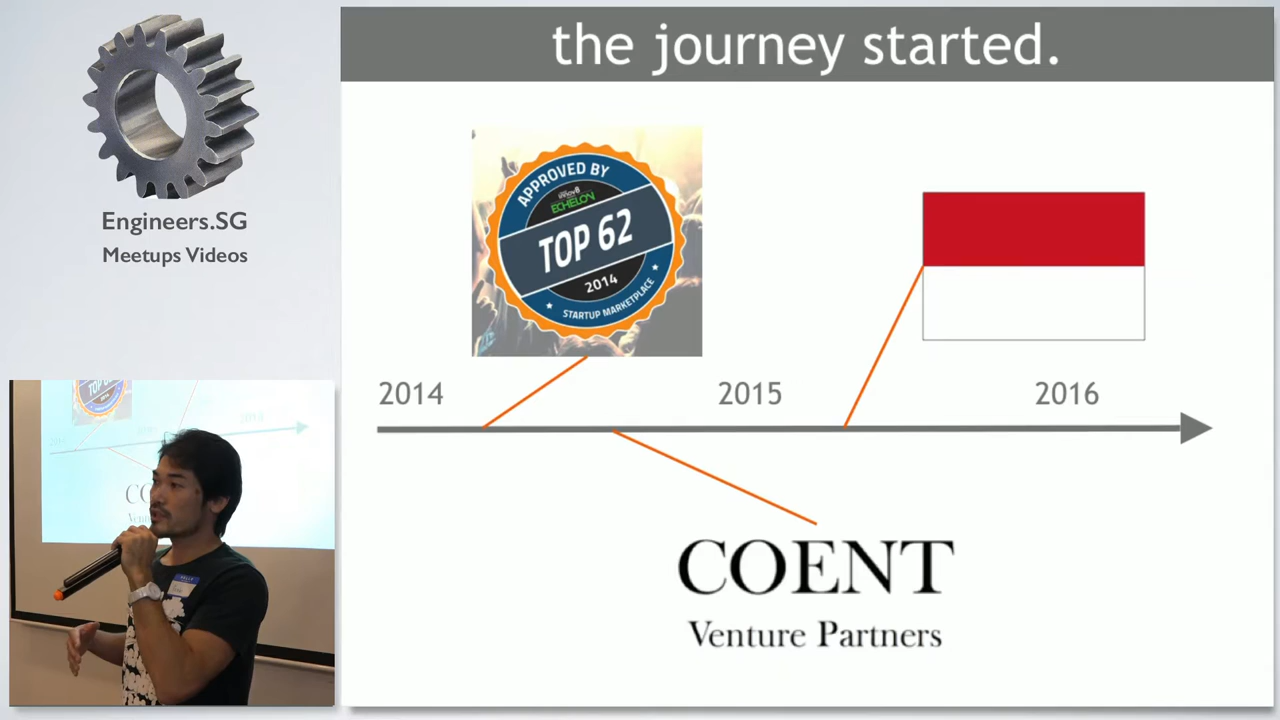 Engineers.SG
Meetups Videos
the journey started.
APPROVED BY
ECHELON
TOP 62
2014
STARTUP MARKETPLACE
2014
2015
2016
COENT
Venture Partners